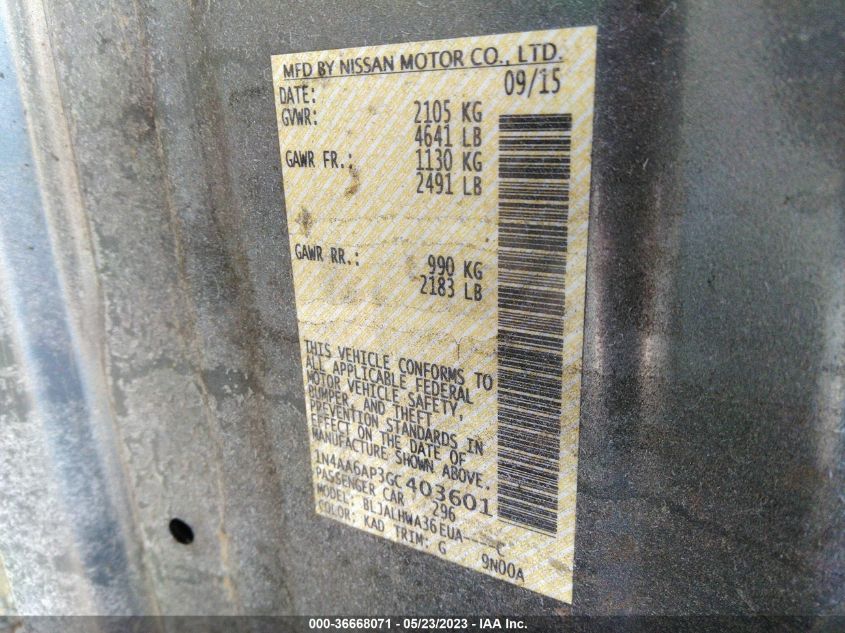 MFD BY NISSAN MOTOR CO., LTD.
DATE: 09/15
GVWR: 2105 KG
4641 LB
GAWR FR.: 1130 KG
2491 LB
GAWR RR.: 990 KG
2183 LB
THIS VEHICLE CONFORMS TO
ALL APPLICABLE FEDERAL
MOTOR VEHICLE SAFETY,
BUMPER, AND THEFT
PREVENTION STANDARDS IN
EFFECT ON THE DATE OF
MANUFACTURE SHOWN ABOVE.
1N4AA6AP3GC403601
PASSENGER CAR 296
MODEL: BLJALHWA36EUA----C
COLOR: KAD TRIM: G 9N00A
000-36668071 - 05/23/2023 - IAA Inc.